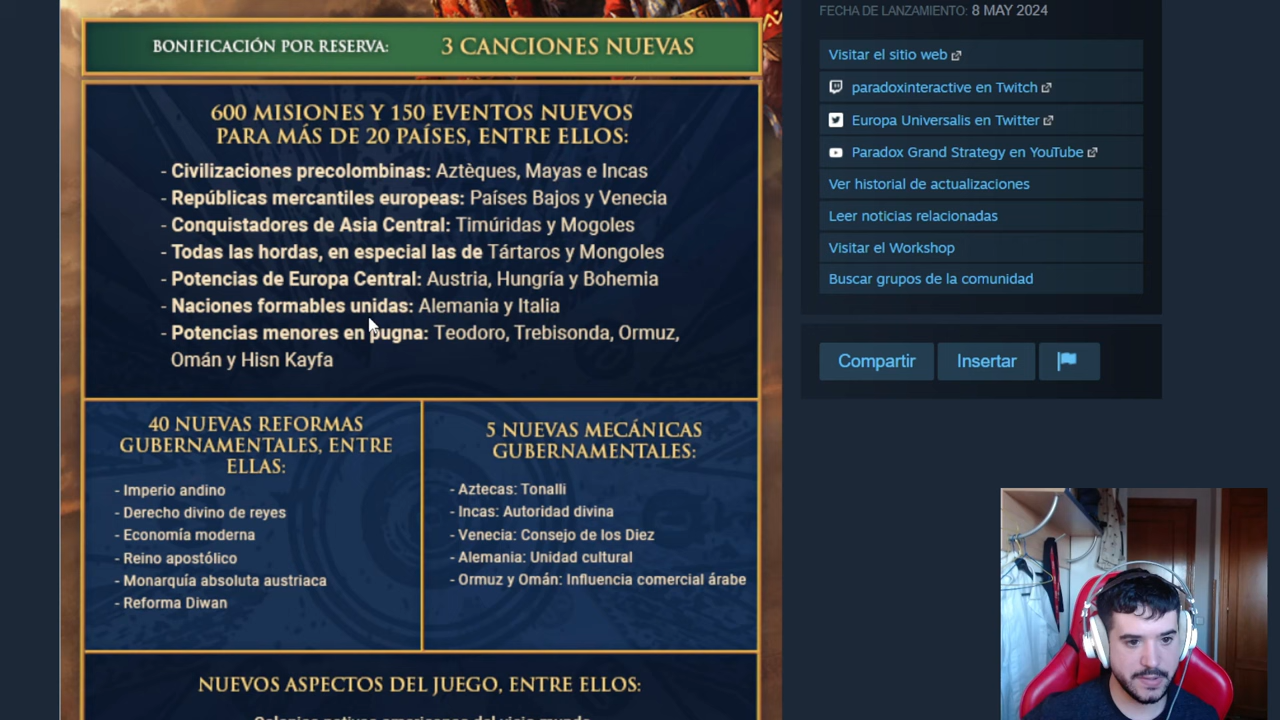 BONIFICACIÓN POR RESERVA: 3 CANCIONES NUEVAS
600 MISIONES Y 150 EVENTOS NUEVOS
PARA MÁS DE 20 PAÍSES, ENTRE ELLOS:
- Civilizaciones precolombinas: Aztèques, Mayas e Incas
- Repúblicas mercantiles europeas: Países Bajos y Venecia
- Conquistadores de Asia Central: Timúridas y Mogoles
- Todas las hordas, en especial las de Tártaros y Mongoles
- Potencias de Europa Central: Austria, Hungría y Bohemia
- Naciones formables unidas: Alemania y Italia
- Potencias menores en pugna: Teodoro, Trebisonda, Ormuz,
Omán y Hisn Kayfa
40 NUEVAS REFORMAS
GUBERNAMENTALES, ENTRE
ELLAS:
- Imperio andino
- Derecho divino de reyes
- Economía moderna
- Reino apostólico
- Monarquía absoluta austriaca
- Reforma Diwan
5 NUEVAS MECÁNICAS
GUBERNAMENTALES:
- Aztecas: Tonalli
- Incas: Autoridad divina
- Venecia: Consejo de los Diez
- Alemania: Unidad cultural
- Ormuz y Omán: Influencia comercial árabe
NUEVOS ASPECTOS DEL JUEGO, ENTRE ELLOS:
Colonias nativas americanas del viejo mundo
FECHA DE LANZAMIENTO: 8 MAY 2024
Visitar el sitio web
paradoxinteractive en Twitch
Europa Universalis en Twitter
Paradox Grand Strategy en YouTube
Ver historial de actualizaciones
Leer noticias relacionadas
Visitar el Workshop
Buscar grupos de la comunidad
Compartir
Insertar